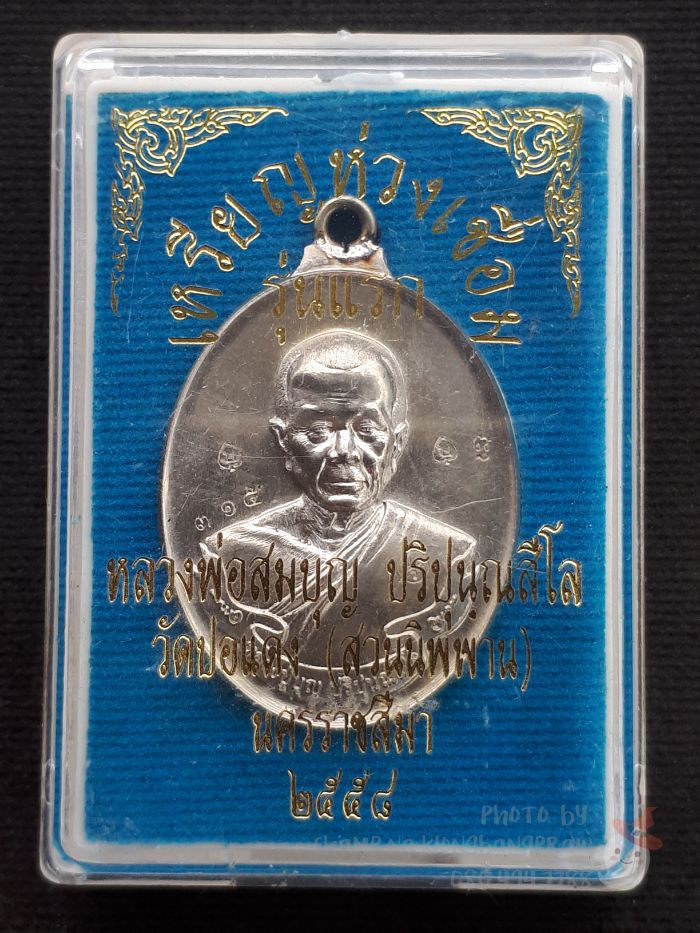 เหรียญห่วงเชื่อม
รุ่นแรก
๓๑๕
หลวงพ่อสมบุญ ปริปุนฺณสีโล
วัดปอแดง (สวนนิพพาน)
นครราชสีมา
๒๕๕๘
PHOTO by